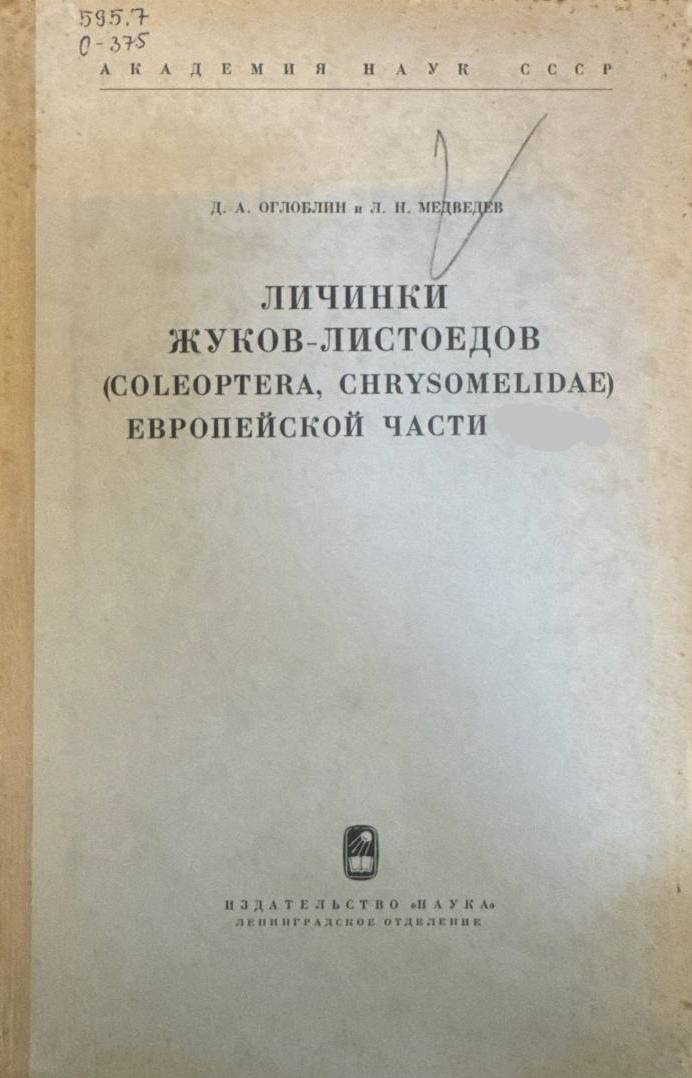 595.7
О-375
АКАДЕМИЯ НАУК СССР
Д. А. ОГЛОБЛИН и Л. Н. МЕДВЕДЕВ
ЛИЧИНКИ
ЖУКОВ-ЛИСТОЕДОВ
(COLEOPTERA, CHRYSOMELIDAE)
ЕВРОПЕЙСКОЙ ЧАСТИ
ИЗДАТЕЛЬСТВО «НАУКА»
ЛЕНИНГРАДСКОЕ ОТДЕЛЕНИЕ